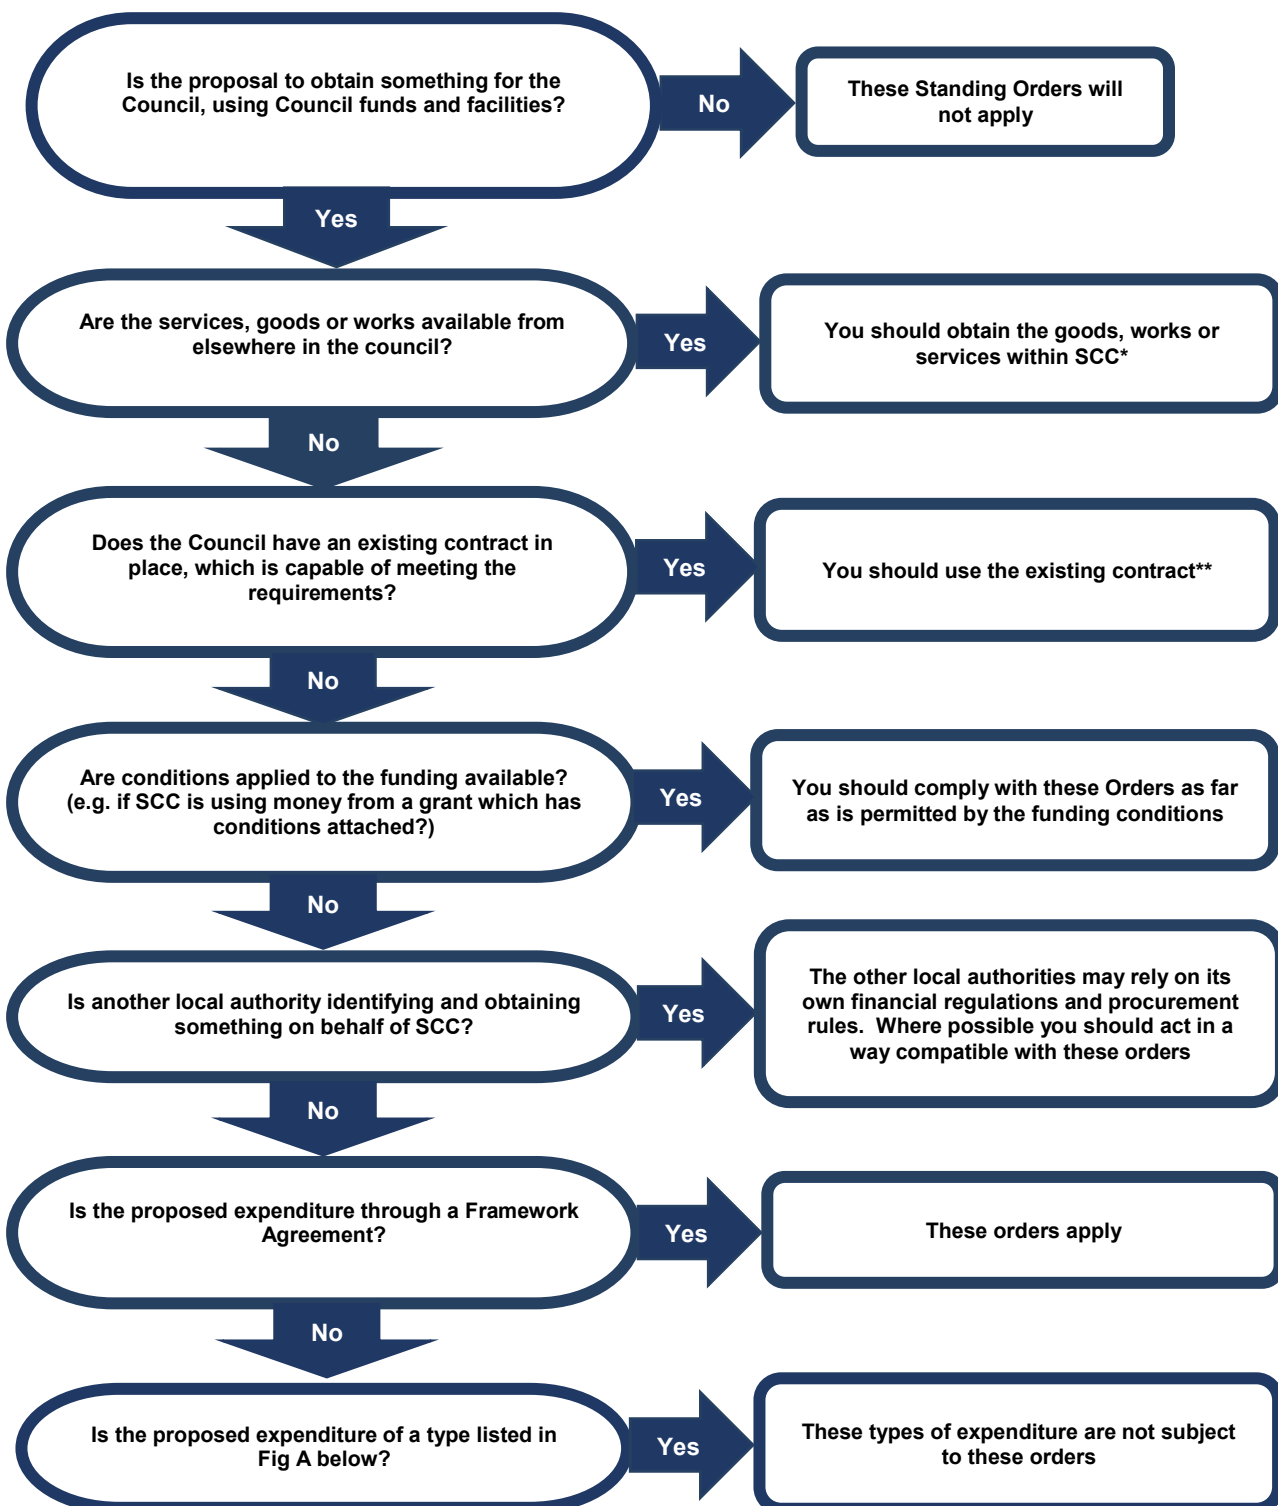 Is the proposal to obtain something for the
Council, using Council funds and facilities?
No
These Standing Orders will
not apply
Yes
Are the services, goods or works available from
elsewhere in the council?
Yes
You should obtain the goods, works or
services within SCC*
No
Does the Council have an existing contract in
place, which is capable of meeting the
requirements?
Yes
You should use the existing contract**
No
Are conditions applied to the funding available?
(e.g. if SCC is using money from a grant which has
conditions attached?)
Yes
You should comply with these Orders as far
as is permitted by the funding conditions
No
Is another local authority identifying and obtaining
something on behalf of SCC?
Yes
The other local authorities may rely on its
own financial regulations and procurement
rules.  Where possible you should act in a
way compatible with these orders
No
Is the proposed expenditure through a Framework
Agreement?
Yes
These orders apply
No
Is the proposed expenditure of a type listed in
Fig A below?
Yes
These types of expenditure are not subject
to these orders